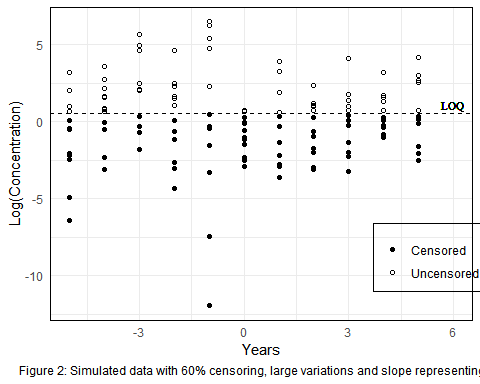 5
0
-5
-10
Log(Concentration)
LOQ
Censored
Uncensored
-3
0
3
6
Years
Figure 2: Simulated data with 60% censoring, large variations and slope representing